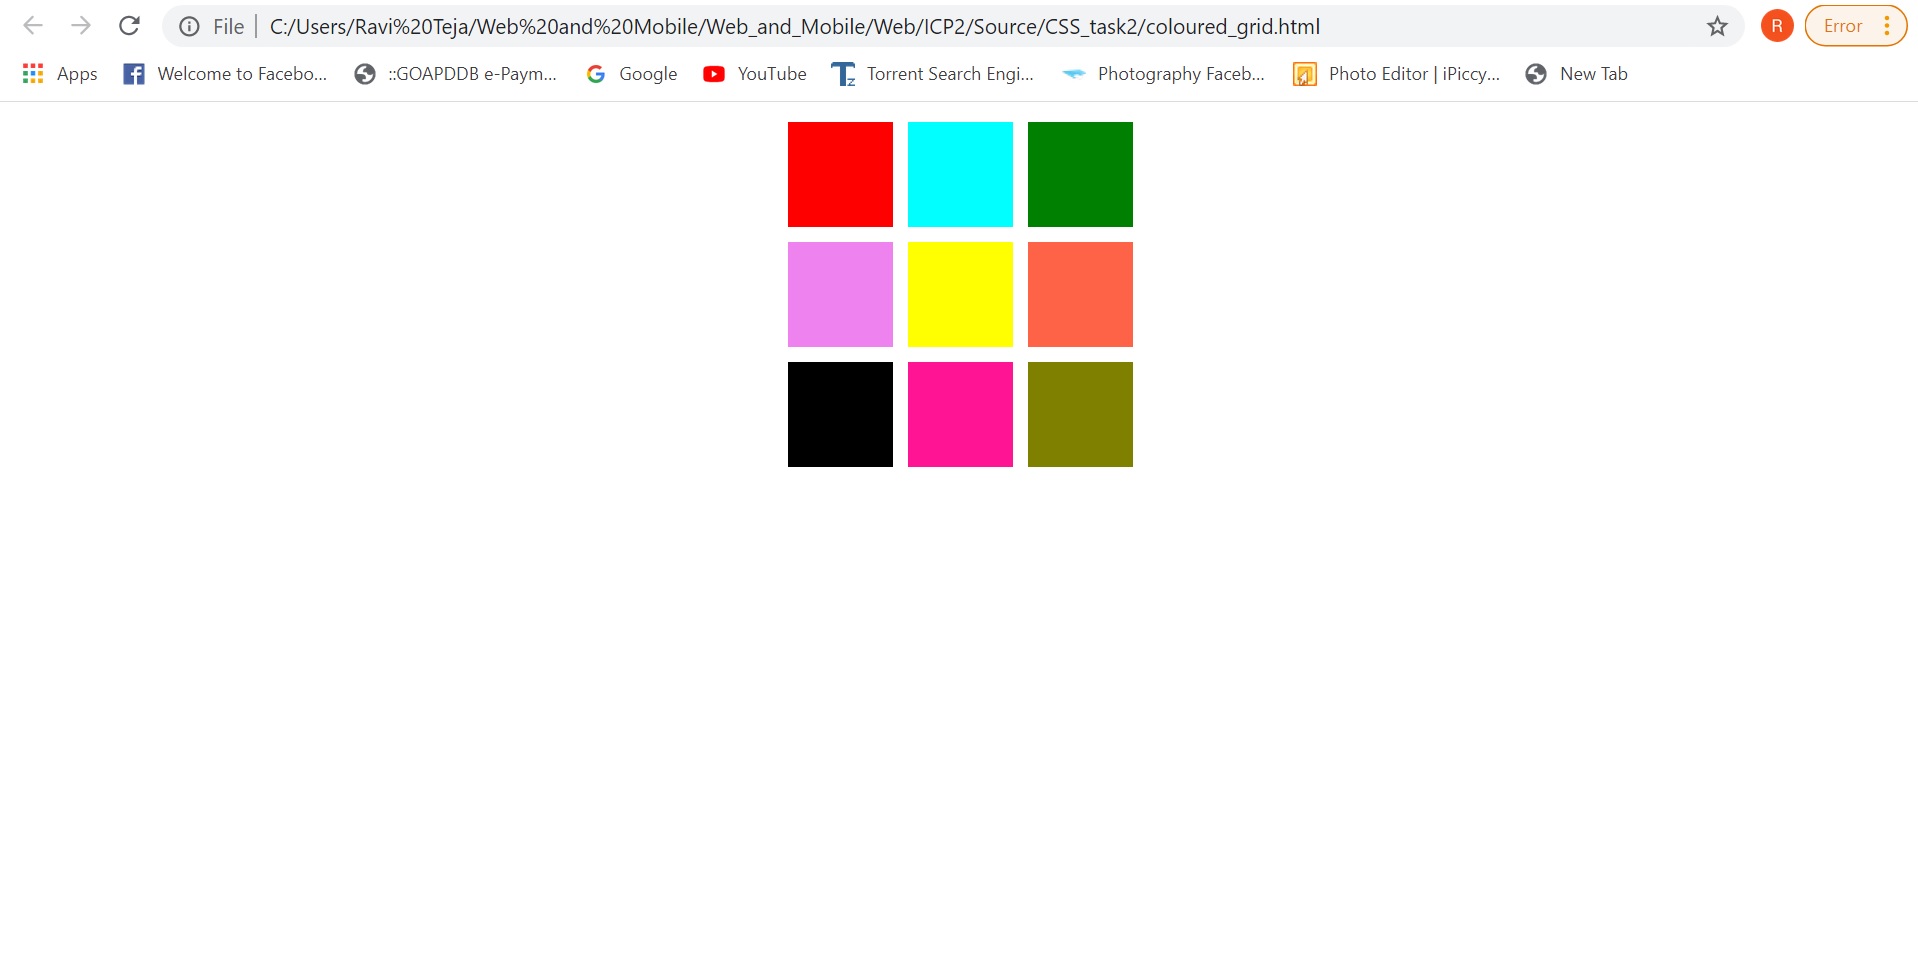 File C:/Users/Ravi%20Teja/Web%20and%20Mobile/Web_and_Mobile/Web/ICP2/Source/CSS_task2/coloured_grid.html R Error
Apps Welcome to Facebo... ::GOAPDDB e-Paym... Google YouTube Torrent Search Engi... Photography Faceb... Photo Editor | iPiccy... New Tab